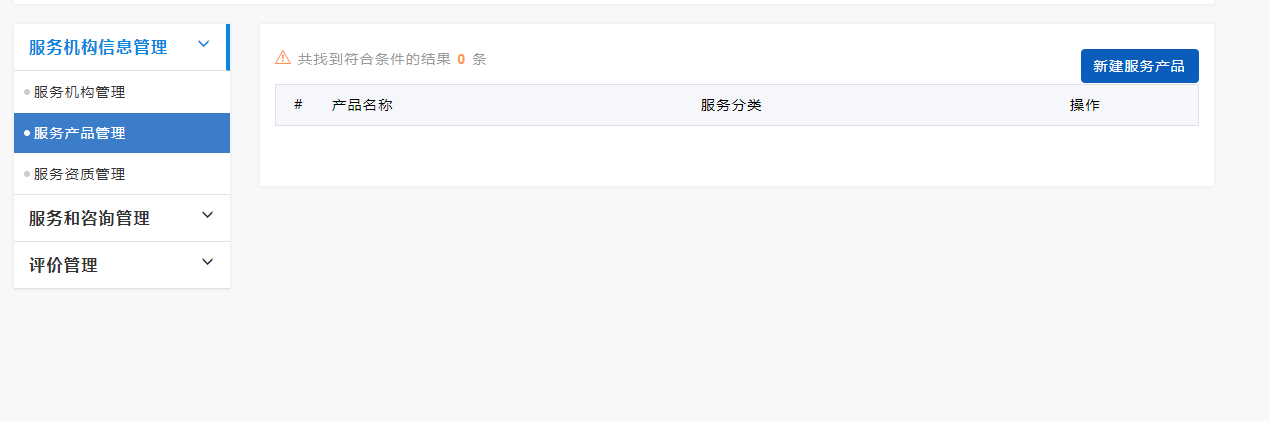 服务机构信息管理
服务机构管理
服务产品管理
服务资质管理
服务和咨询管理
评价管理
共找到符合条件的结果 0 条
新建服务产品
# 产品名称 服务分类 操作